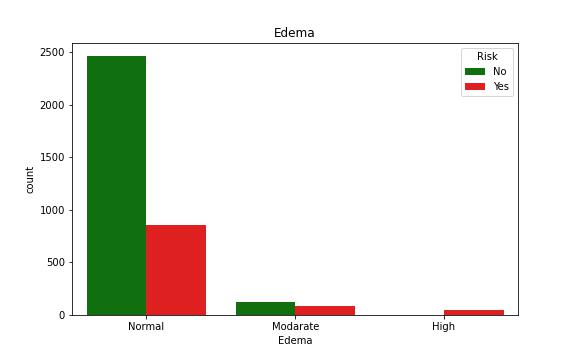 Edema
Risk
No
Yes
2500
2000
1500
1000
500
0
count
Normal
Modarate
High
Edema